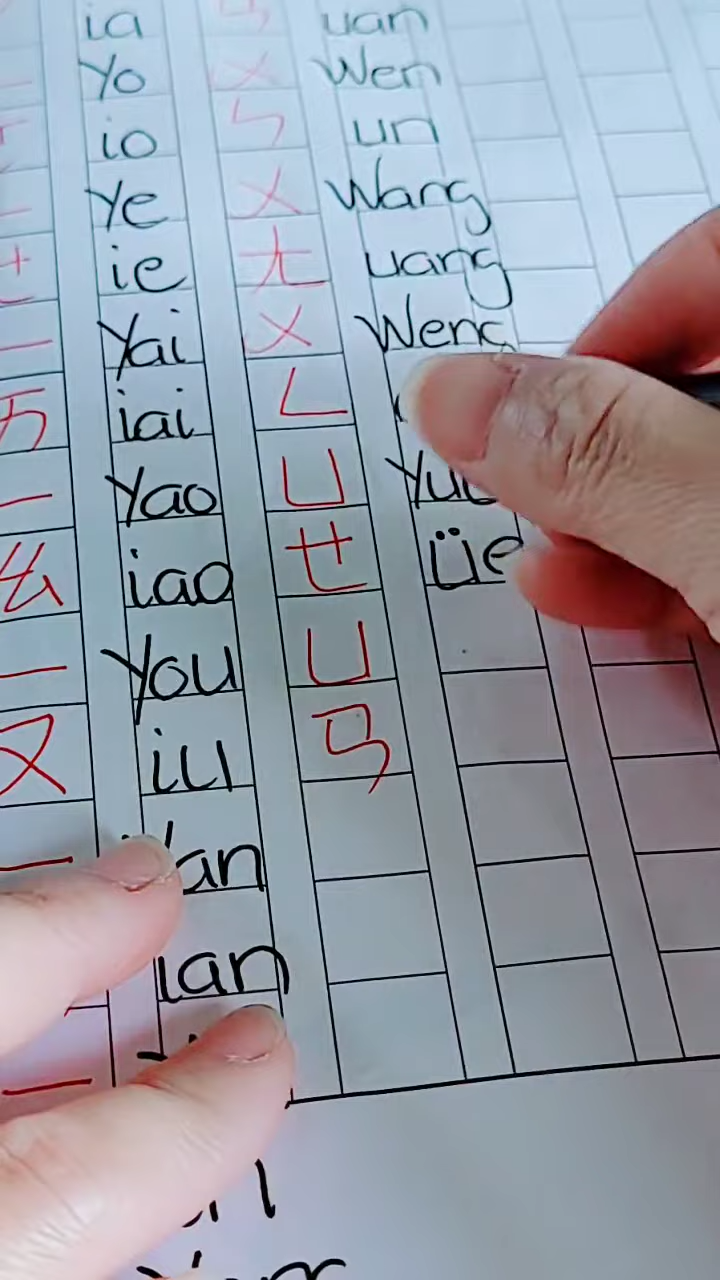 ia ㄢ uan
ㄧ Yo ㄨ Wen
io ㄣ un
ㄧ Ye ㄨ Wang
ㄝ ie ㄤ uang
ㄧ Yai ㄨ Weng
ㄞ iai ㄥ
ㄧ Yao ㄩ
ㄠ iao ㄝ üe
ㄧ You ㄩ
ㄡ iu ㄢ
ㄧ Yan
ian
ㄧ